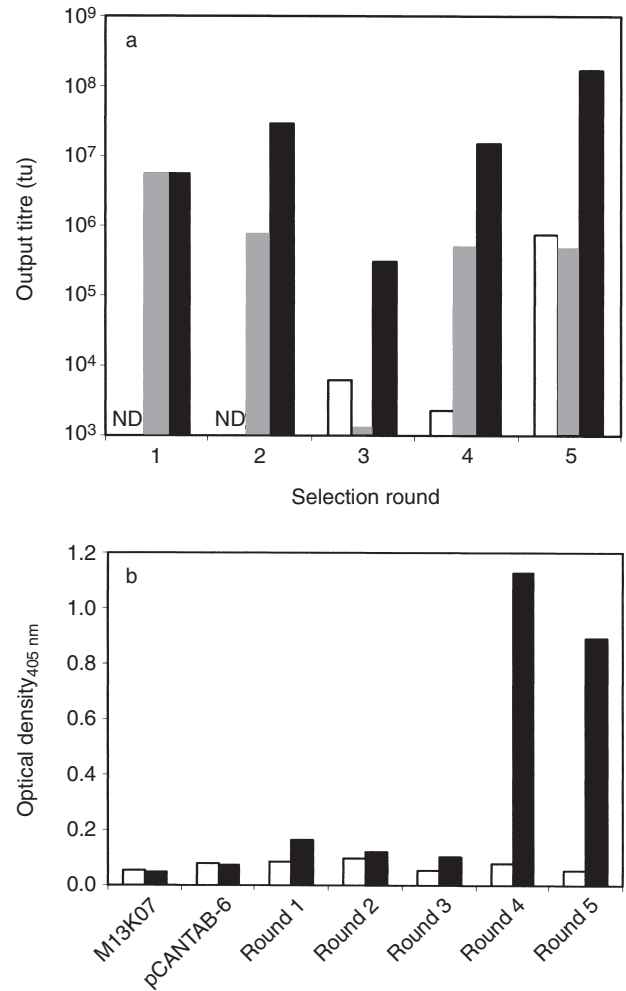 a
10⁹
10⁸
10⁷
10⁶
10⁵
10⁴
10³
Output titre (tu)
ND
ND
1 2 3 4 5
Selection round
b
1.2
1.0
0.8
0.6
0.4
0.2
0.0
Optical density405 nm
M13K07
pCANTAB-6
Round 1
Round 2
Round 3
Round 4
Round 5